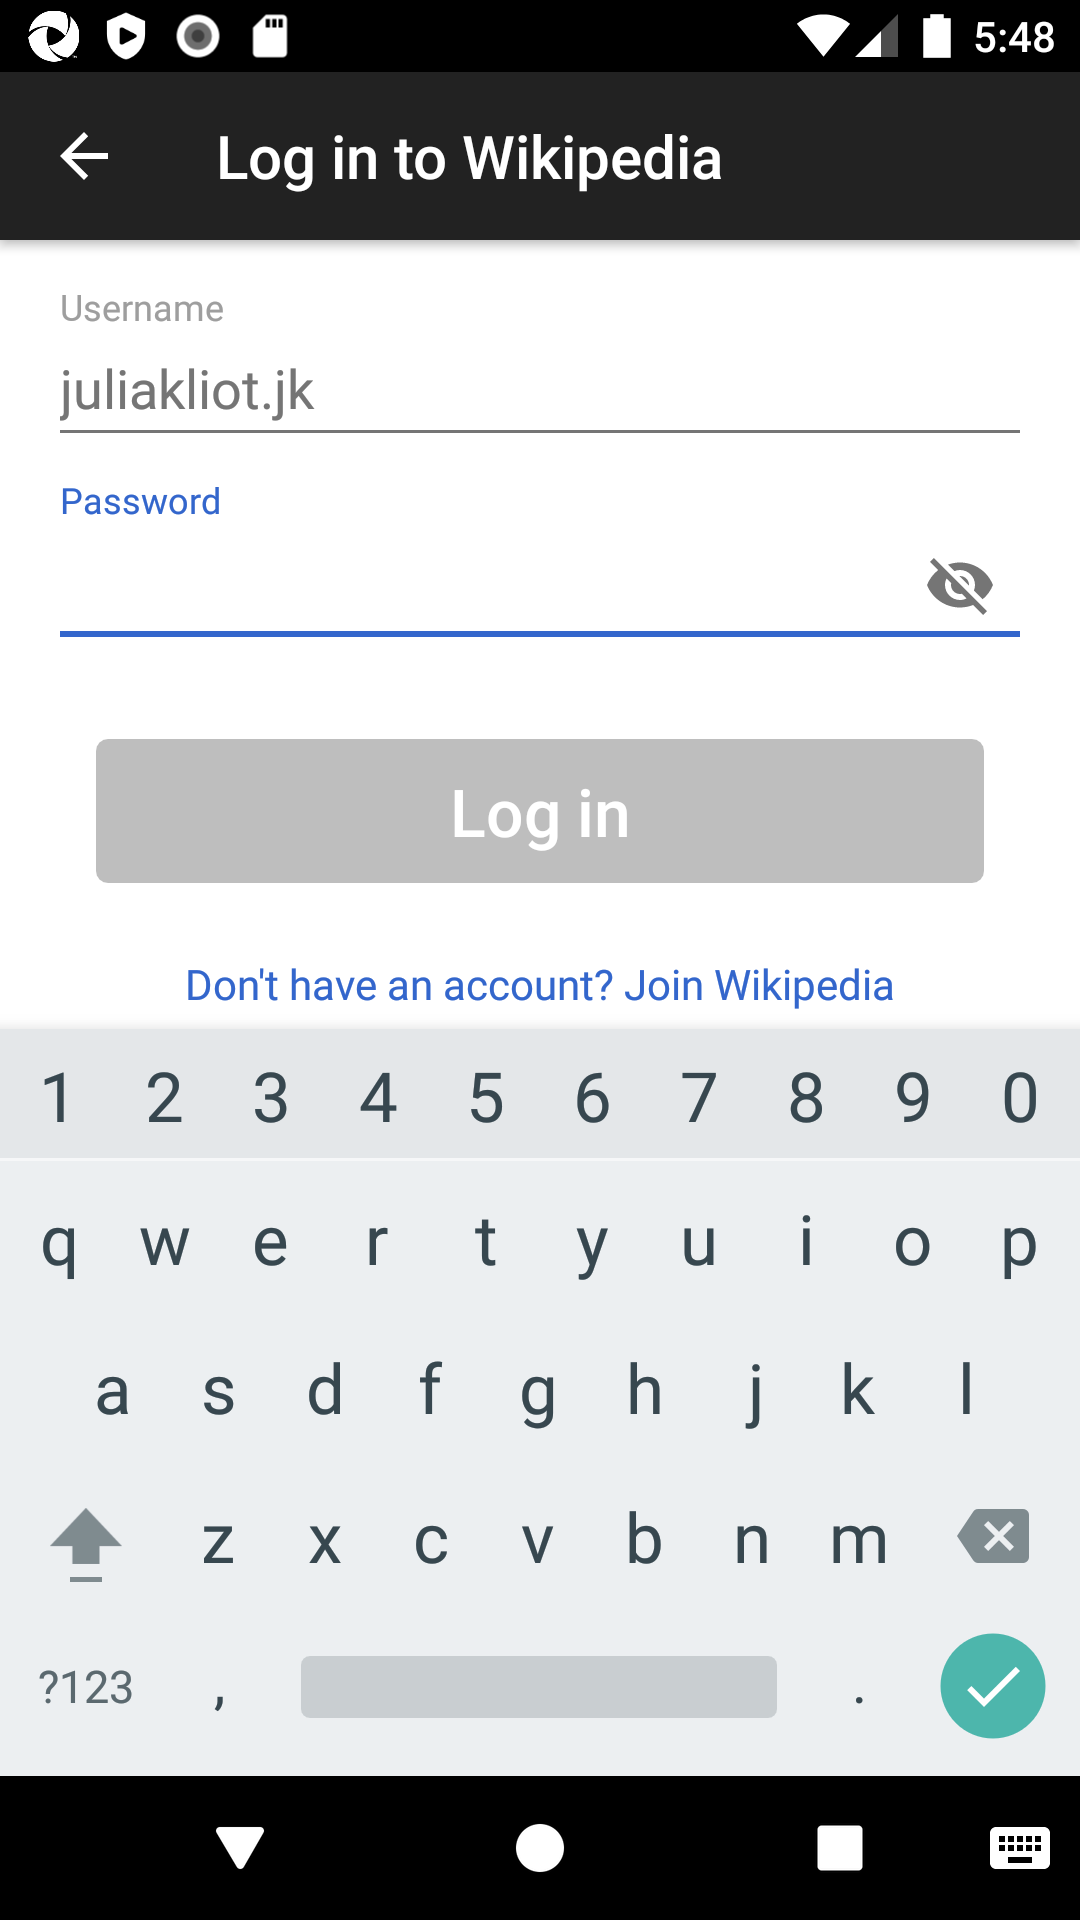 5:48
Log in to Wikipedia
Username
juliakliot.jk
Password
Log in
Don't have an account? Join Wikipedia
1 2 3 4 5 6 7 8 9 0
q w e r t y u i o p
a s d f g h j k l
z x c v b n m
?123 , .